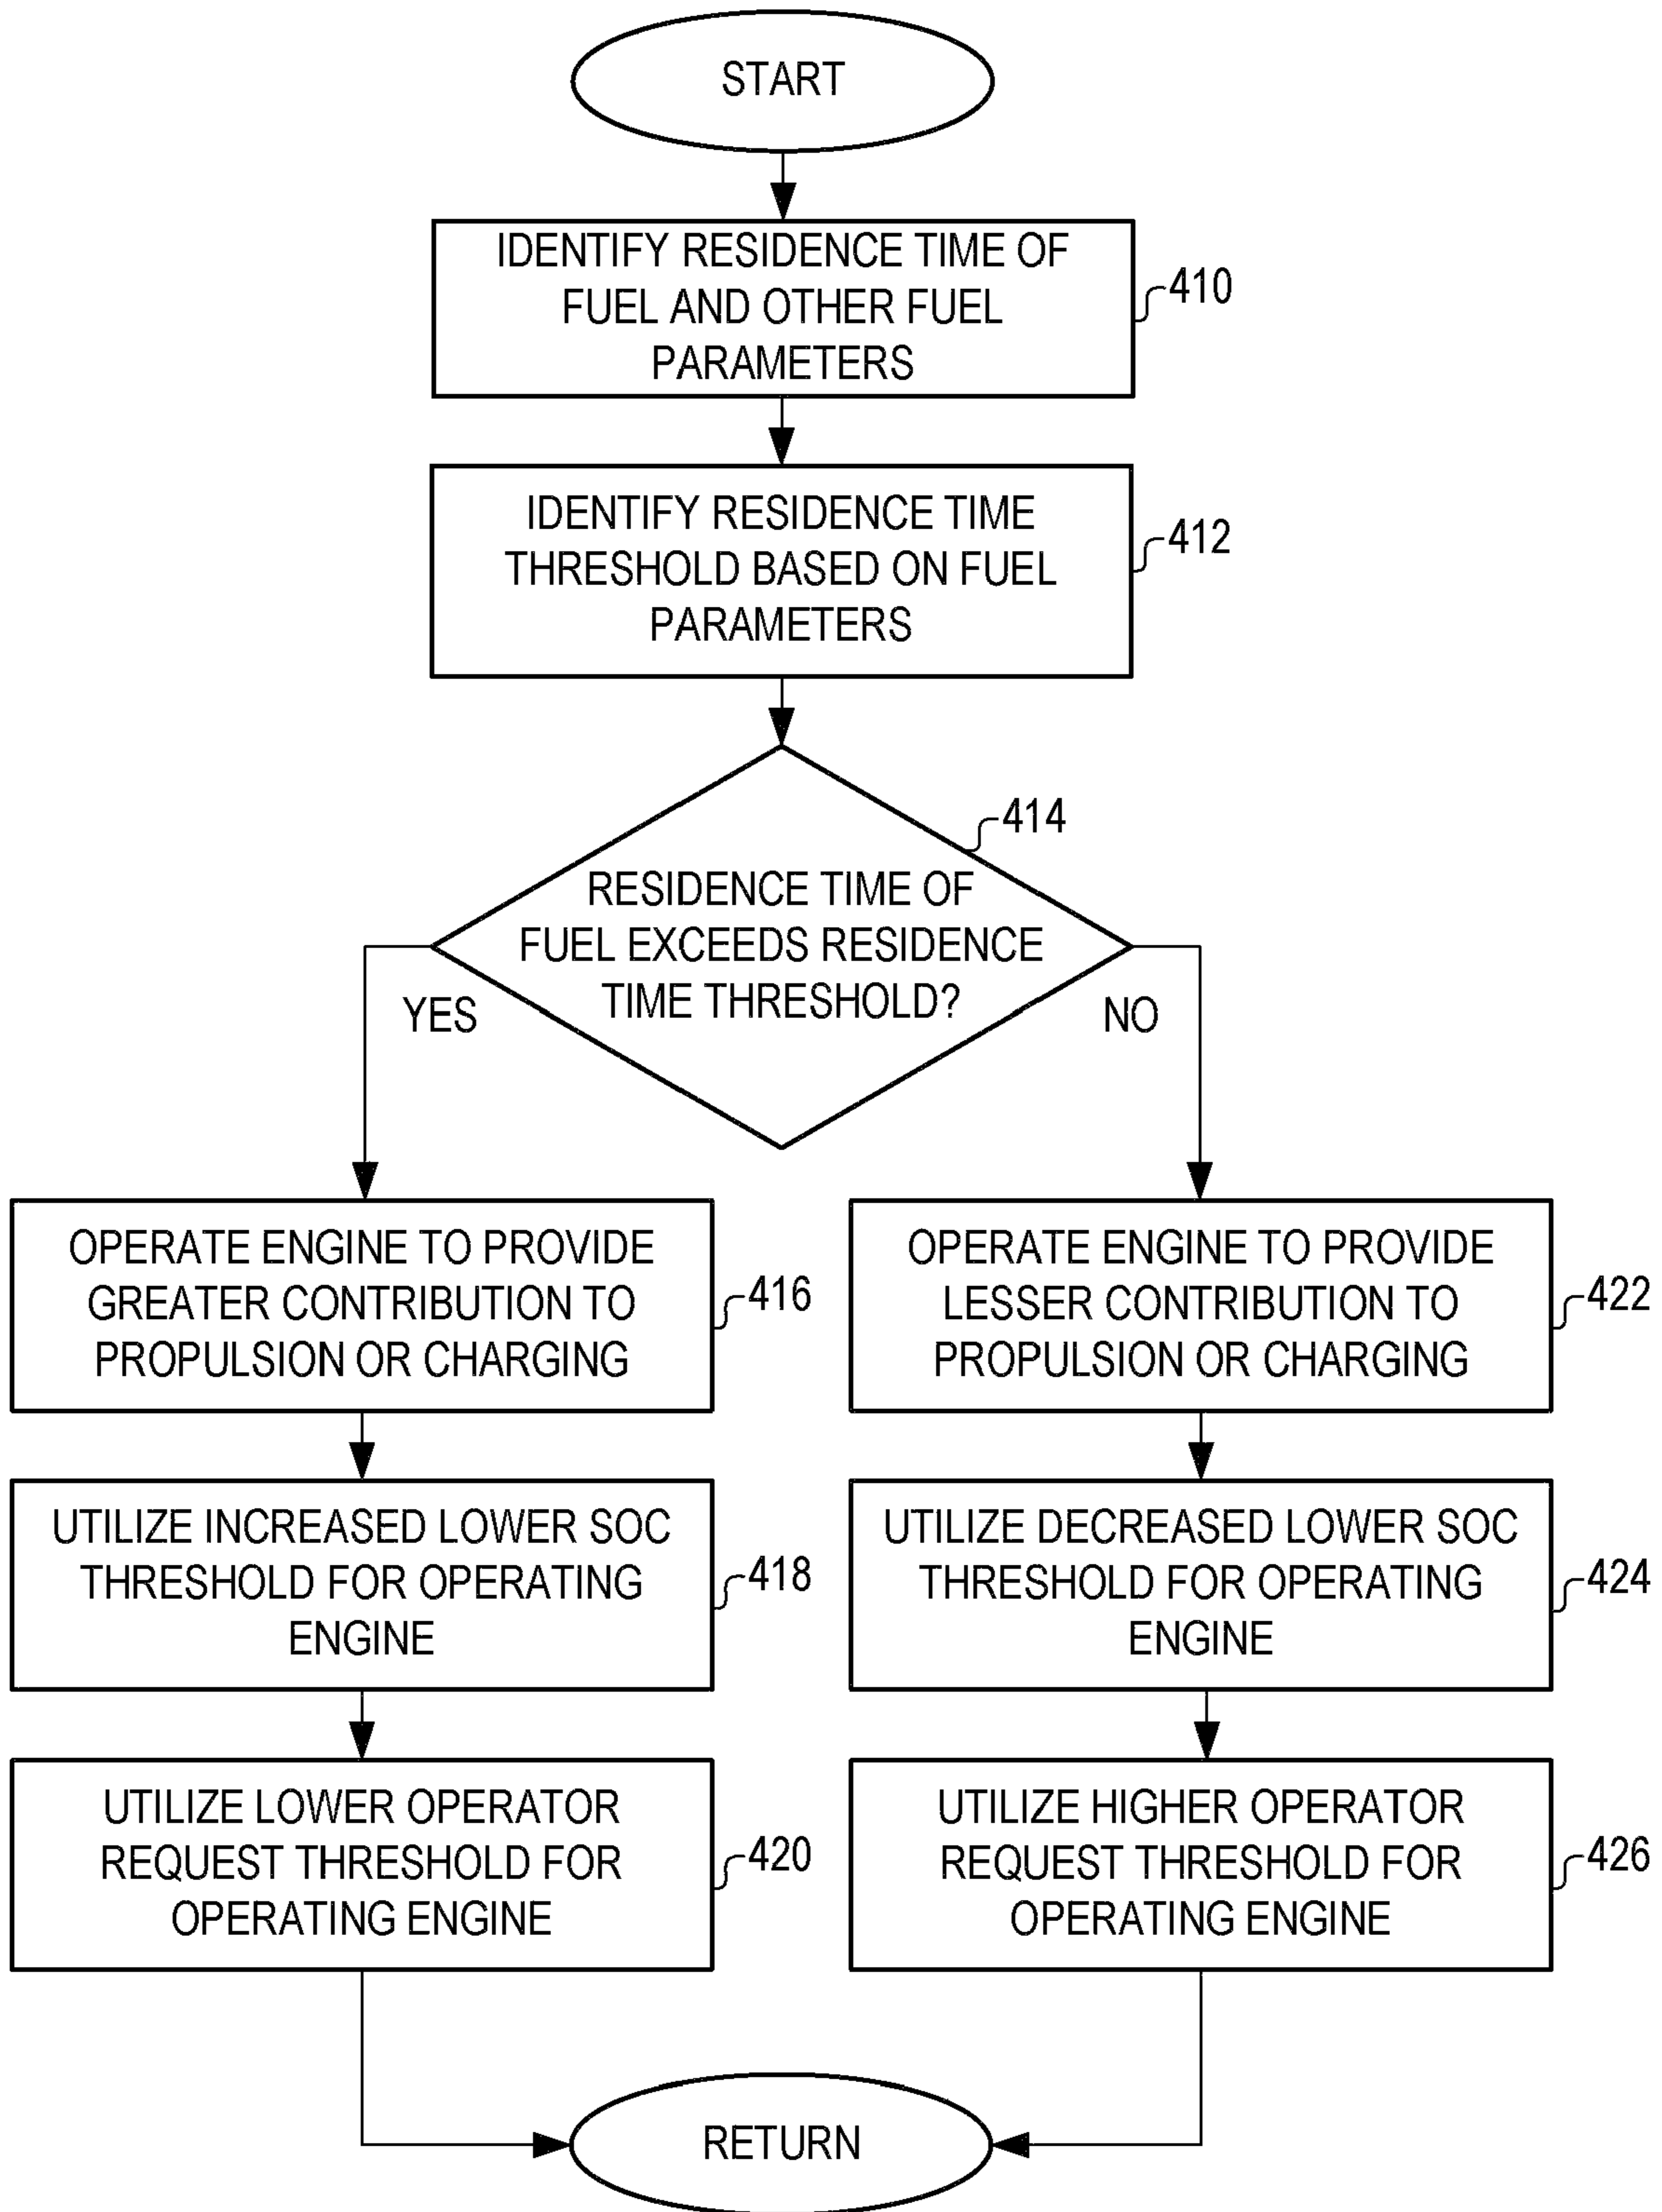 START
IDENTIFY RESIDENCE TIME OF
FUEL AND OTHER FUEL
PARAMETERS
410
IDENTIFY RESIDENCE TIME
THRESHOLD BASED ON FUEL
PARAMETERS
412
414
RESIDENCE TIME OF
FUEL EXCEEDS RESIDENCE
TIME THRESHOLD?
YES
NO
OPERATE ENGINE TO PROVIDE
GREATER CONTRIBUTION TO
PROPULSION OR CHARGING
416
UTILIZE INCREASED LOWER SOC
THRESHOLD FOR OPERATING
ENGINE
418
UTILIZE LOWER OPERATOR
REQUEST THRESHOLD FOR
OPERATING ENGINE
420
OPERATE ENGINE TO PROVIDE
LESSER CONTRIBUTION TO
PROPULSION OR CHARGING
422
UTILIZE DECREASED LOWER SOC
THRESHOLD FOR OPERATING
ENGINE
424
UTILIZE HIGHER OPERATOR
REQUEST THRESHOLD FOR
OPERATING ENGINE
426
RETURN